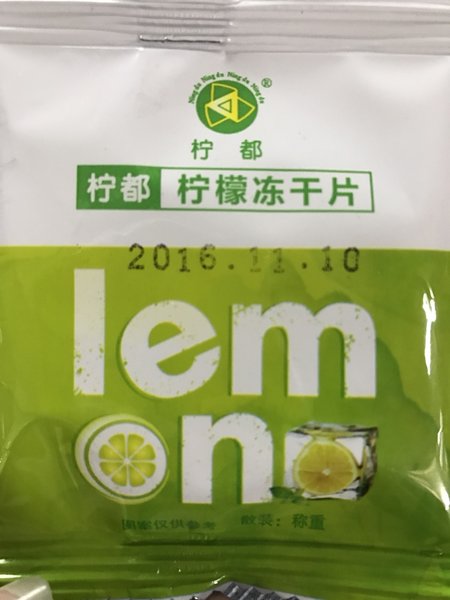 Ning du Ning du Ning du Ning du
®
柠都
柠都 柠檬冻干片
2016.11.10
lem
on
图案仅供参考 散装：称重